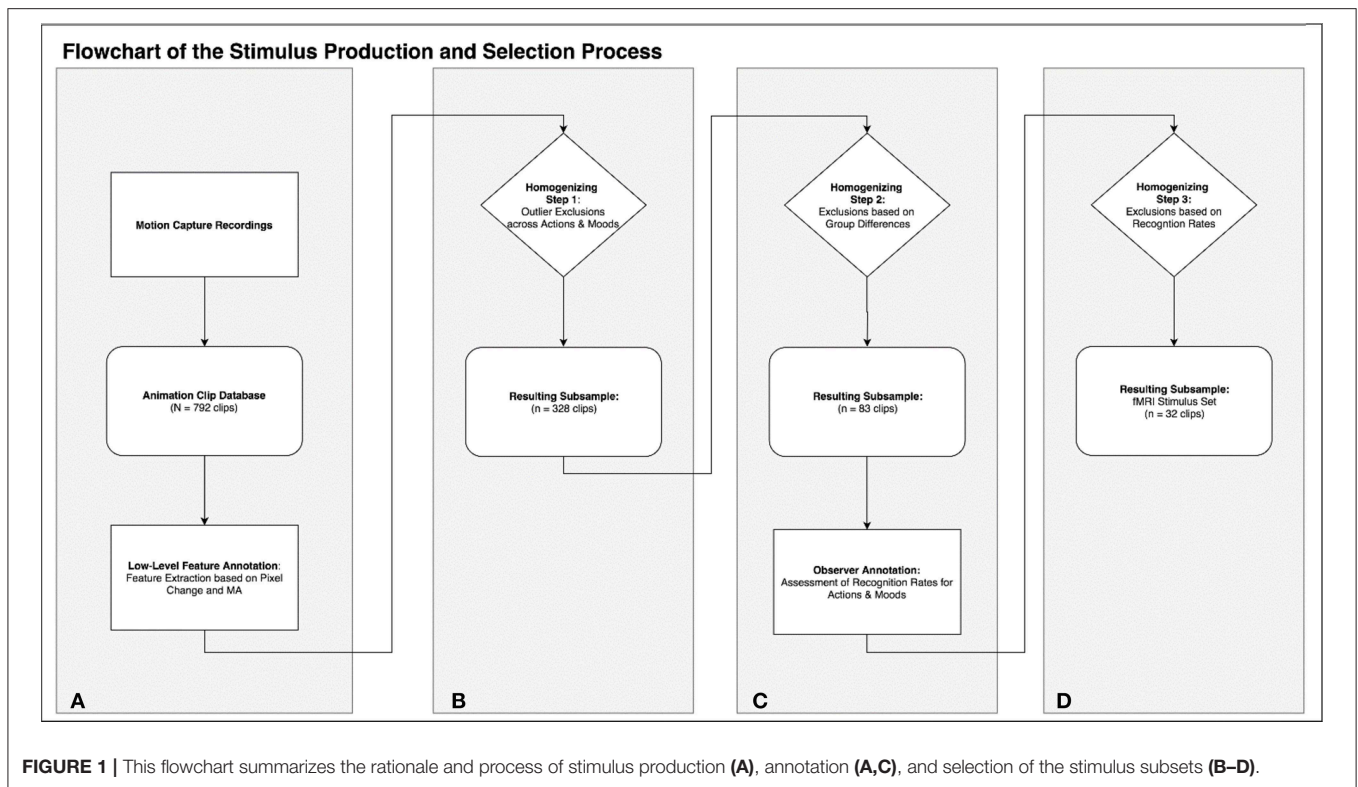 Flowchart of the Stimulus Production and Selection Process
Motion Capture Recordings
Animation Clip Database
(N = 792 clips)
Low-Level Feature Annotation:
Feature Extraction based on Pixel
Change and MA
A
Homogenizing
Step 1:
Outlier Exclusions
across Actions & Moods
Resulting Subsample:
(n = 328 clips)
B
Homogenizing
Step 2:
Exclusions based on
Group Differences
Resulting Subsample:
(n = 83 clips)
Observer Annotation:
Assessment of Recognition Rates for
Actions & Moods
C
Homogenizing
Step 3:
Exclusions based on
Recogntion Rates
Resulting Subsample:
fMRI Stimulus Set
(n = 32 clips)
D
FIGURE 1 | This flowchart summarizes the rationale and process of stimulus production (A), annotation (A,C), and selection of the stimulus subsets (B–D).